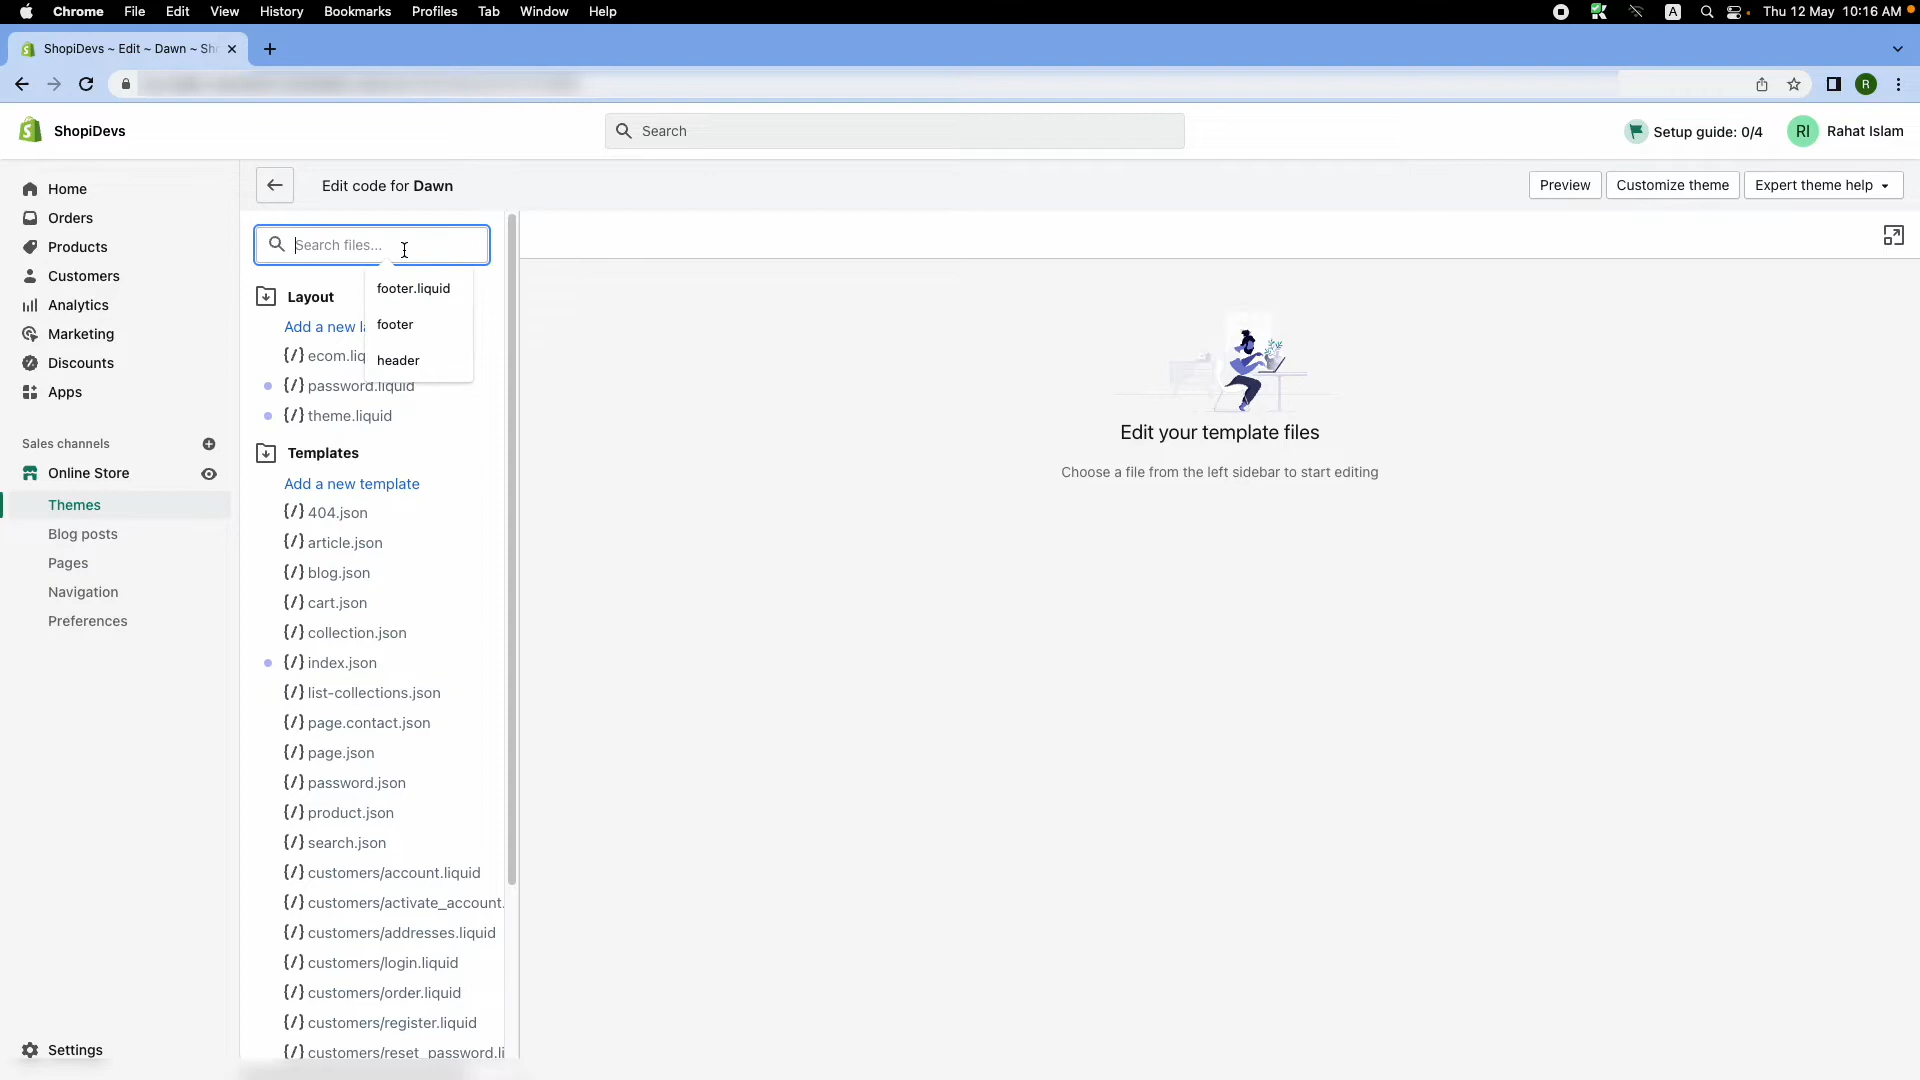 Chrome File Edit View History Bookmarks Profiles Tab Window Help
A Thu 12 May 10:16 AM
ShopiDevs ~ Edit ~ Dawn ~ Sh
R
ShopiDevs
Search
Setup guide: 0/4
RI Rahat Islam
Home
Orders
Products
Customers
Analytics
Marketing
Discounts
Apps
Sales channels
Online Store
Themes
Blog posts
Pages
Navigation
Preferences
Settings
Edit code for Dawn
Preview
Customize theme
Expert theme help
Search files...
footer.liquid
footer
header
Layout
Add a new l
{/} ecom.liq
{/} password.liquid
{/} theme.liquid
Templates
Add a new template
{/} 404.json
{/} article.json
{/} blog.json
{/} cart.json
{/} collection.json
{/} index.json
{/} list-collections.json
{/} page.contact.json
{/} page.json
{/} password.json
{/} product.json
{/} search.json
{/} customers/account.liquid
{/} customers/activate_account.
{/} customers/addresses.liquid
{/} customers/login.liquid
{/} customers/order.liquid
{/} customers/register.liquid
{/} customers/reset_password.li
Edit your template files
Choose a file from the left sidebar to start editing